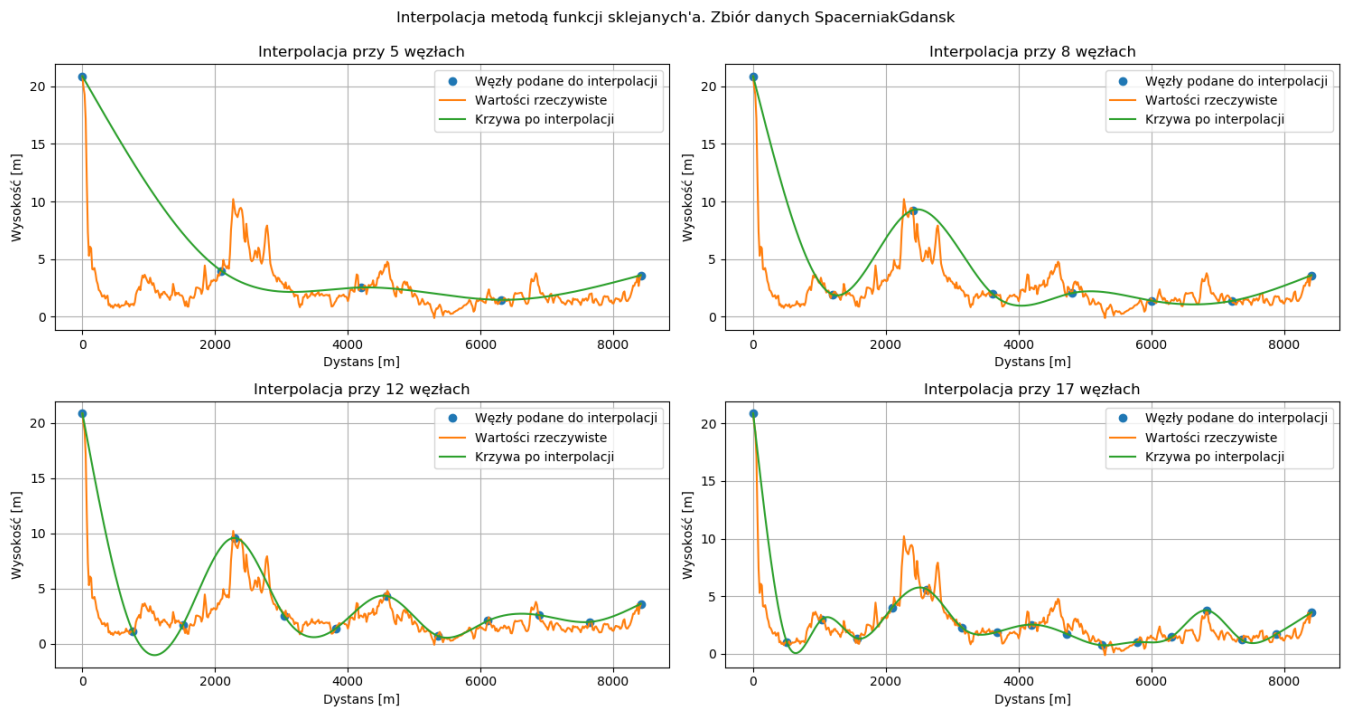 Interpolacja metodą funkcji sklejanych'a. Zbiór danych SpacerniakGdansk
Interpolacja przy 5 węzłach
Węzły podane do interpolacji
Wartości rzeczywiste
Krzywa po interpolacji
Wysokość [m]
20
15
10
5
0
0 2000 4000 6000 8000
Dystans [m]
Interpolacja przy 8 węzłach
Węzły podane do interpolacji
Wartości rzeczywiste
Krzywa po interpolacji
Wysokość [m]
20
15
10
5
0
0 2000 4000 6000 8000
Dystans [m]
Interpolacja przy 12 węzłach
Węzły podane do interpolacji
Wartości rzeczywiste
Krzywa po interpolacji
Wysokość [m]
20
15
10
5
0
0 2000 4000 6000 8000
Dystans [m]
Interpolacja przy 17 węzłach
Węzły podane do interpolacji
Wartości rzeczywiste
Krzywa po interpolacji
Wysokość [m]
20
15
10
5
0
0 2000 4000 6000 8000
Dystans [m]